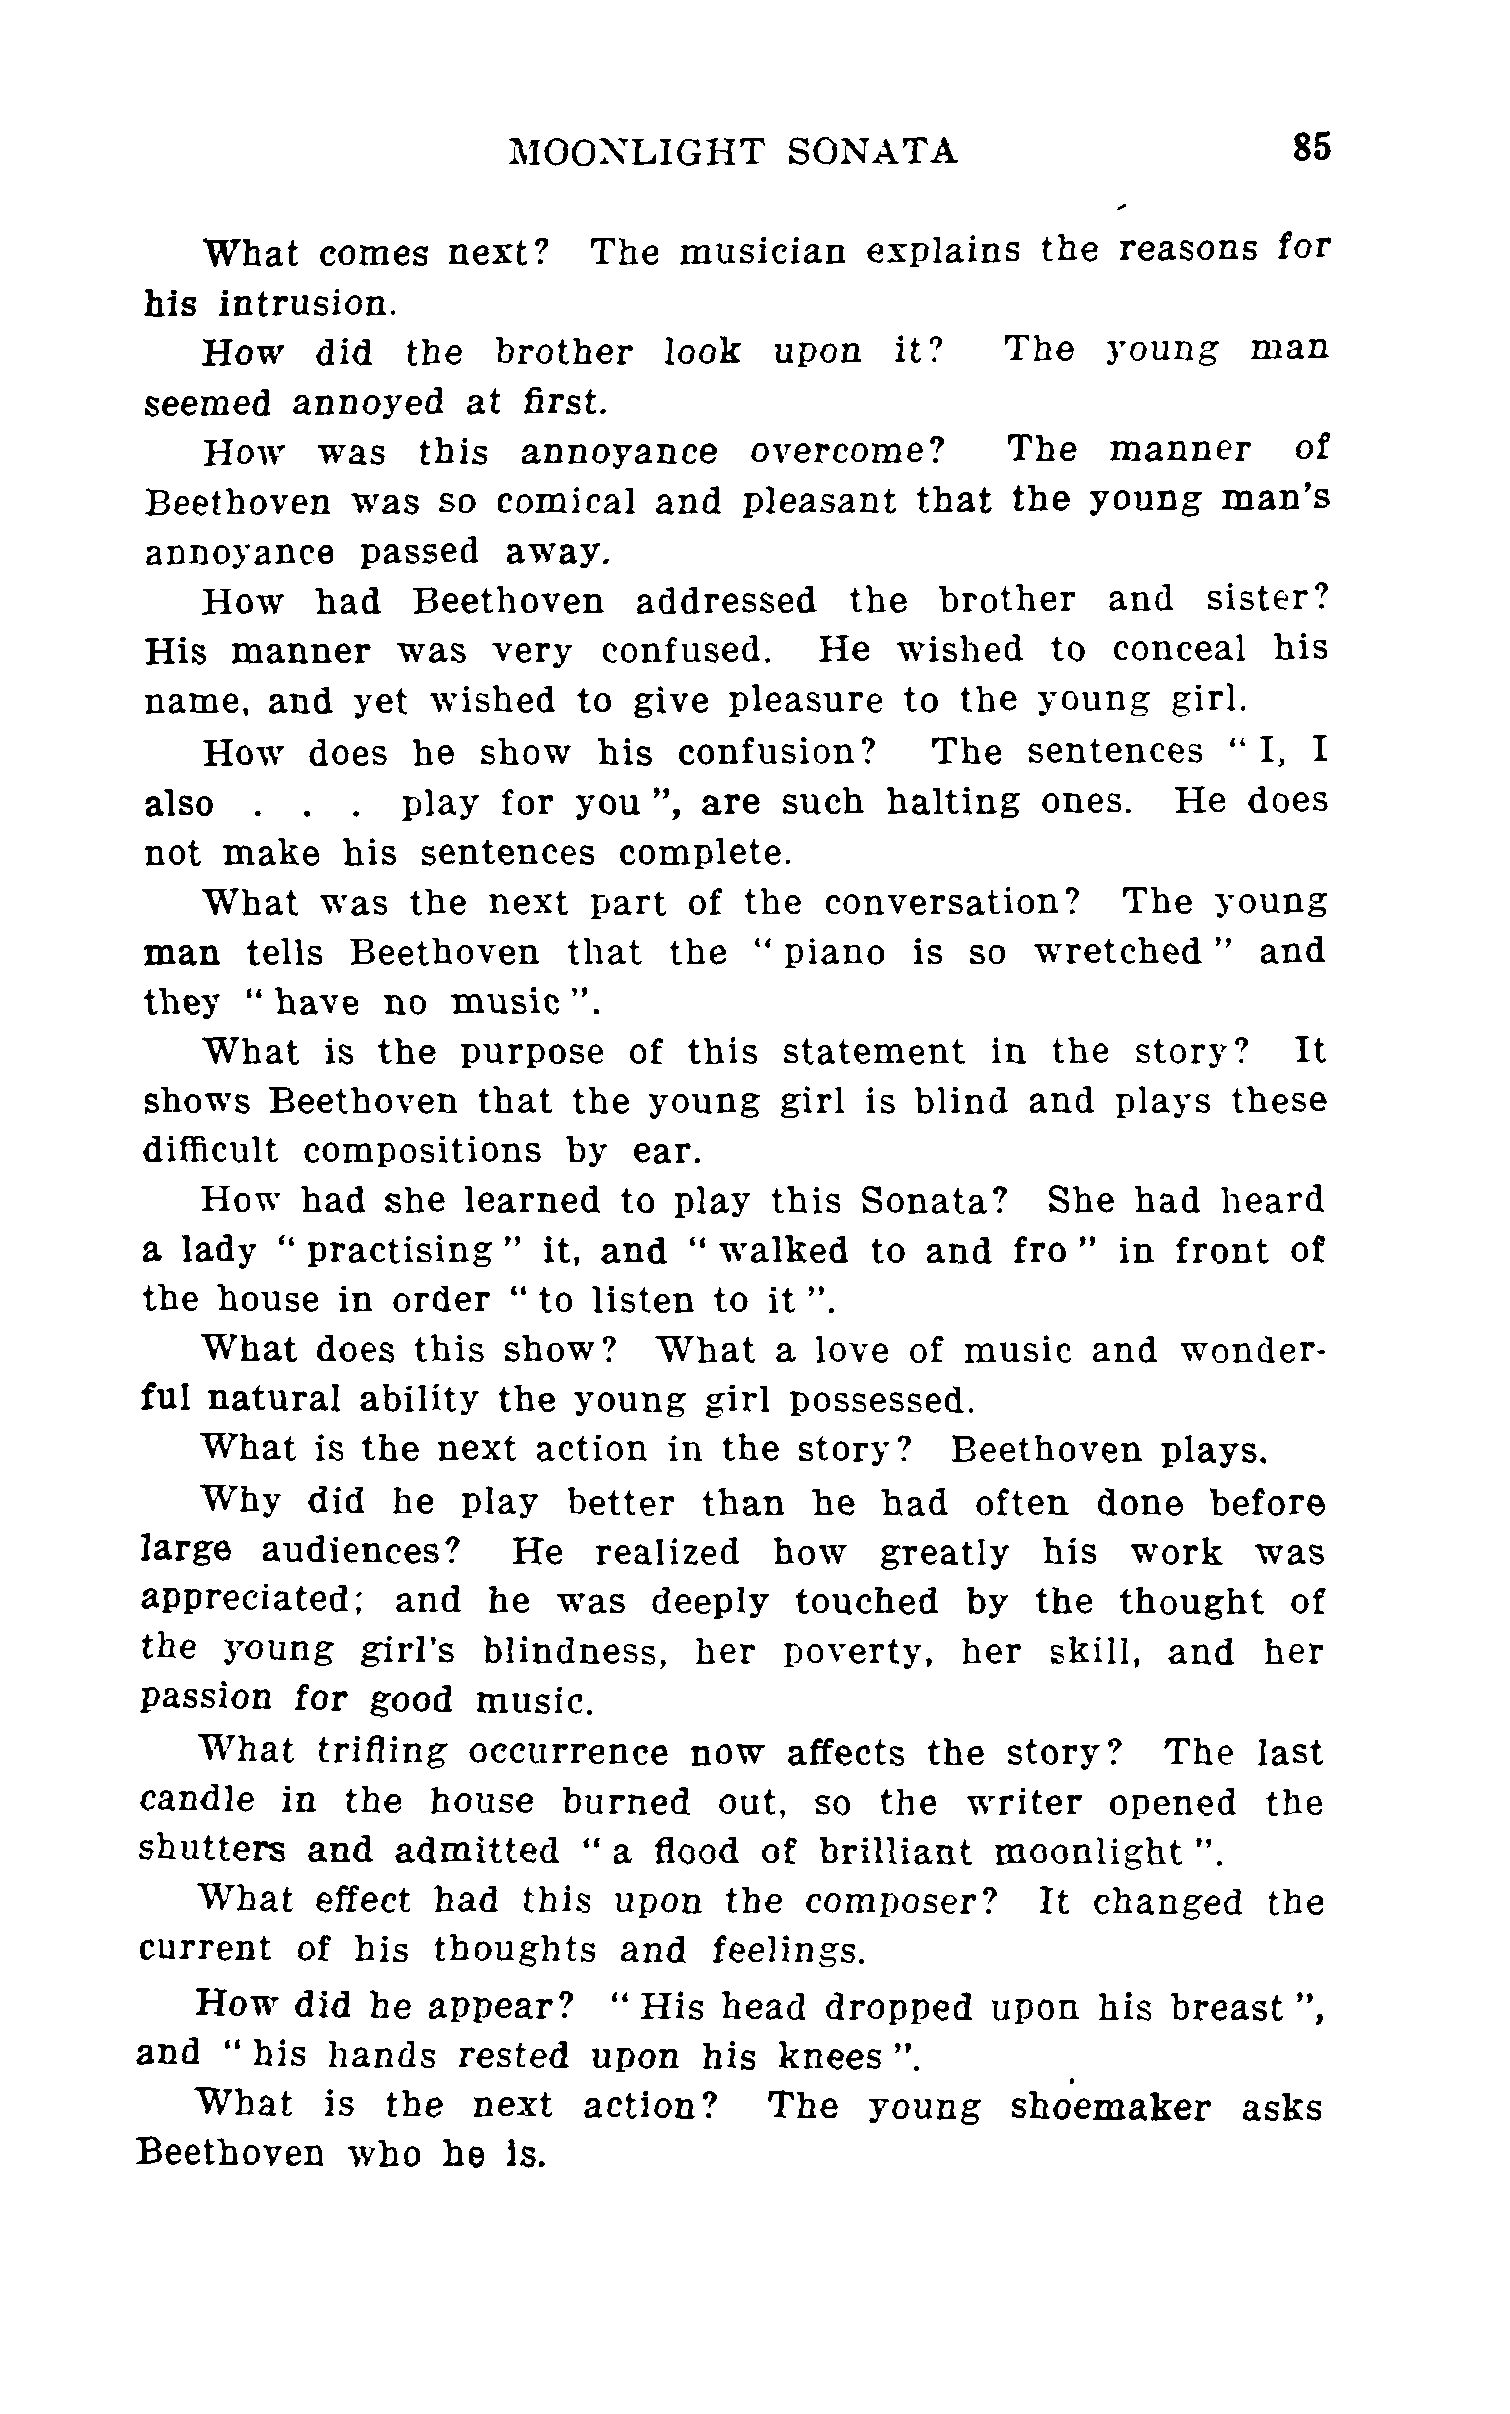 MOONLIGHT SONATA 85
What comes next? The musician explains the reasons for
his intrusion.
How did the brother look upon it? The young man
seemed annoyed at first.
How was this annoyance overcome? The manner of
Beethoven was so comical and pleasant that the young man's
annoyance passed away.
How had Beethoven addressed the brother and sister?
His manner was very confused. He wished to conceal his
name, and yet wished to give pleasure to the young girl.
How does he show his confusion? The sentences " I, I
also . . . play for you ", are such halting ones. He does
not make his sentences complete.
What was the next part of the conversation? The young
man tells Beethoven that the " piano is so wretched " and
they " have no music ".
What is the purpose of this statement in the story? It
shows Beethoven that the young girl is blind and plays these
difficult compositions by ear.
How had she learned to play this Sonata? She had heard
a lady " practising " it, and " walked to and fro " in front of
the house in order " to listen to it ".
What does this show? What a love of music and wonder-
ful natural ability the young girl possessed.
What is the next action in the story? Beethoven plays.
Why did he play better than he had often done before
large audiences? He realized how greatly his work was
appreciated; and he was deeply touched by the thought of
the young girl's blindness, her poverty, her skill, and her
passion for good music.
What trifling occurrence now affects the story? The last
candle in the house burned out, so the writer opened the
shutters and admitted " a flood of brilliant moonlight ".
What effect had this upon the composer? It changed the
current of his thoughts and feelings.
How did he appear? " His head dropped upon his breast ",
and " his hands rested upon his knees ".
What is the next action? The young shoemaker asks
Beethoven who he is.